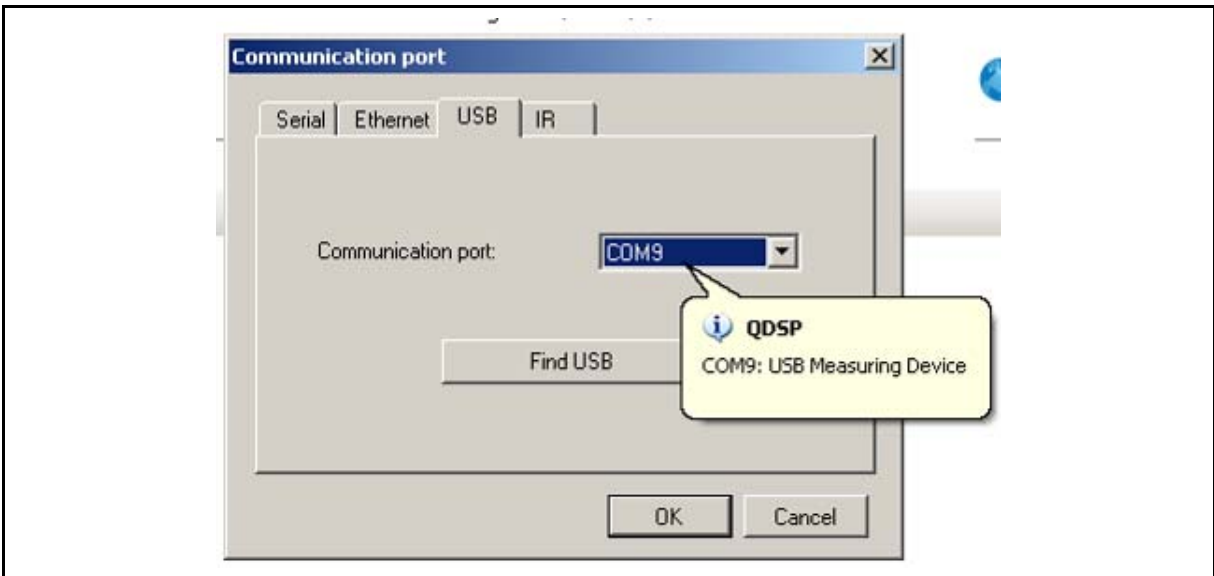 Communication port
Serial Ethernet USB IR
Communication port: COM9
QDSP
Find USB
COM9: USB Measuring Device
OK Cancel